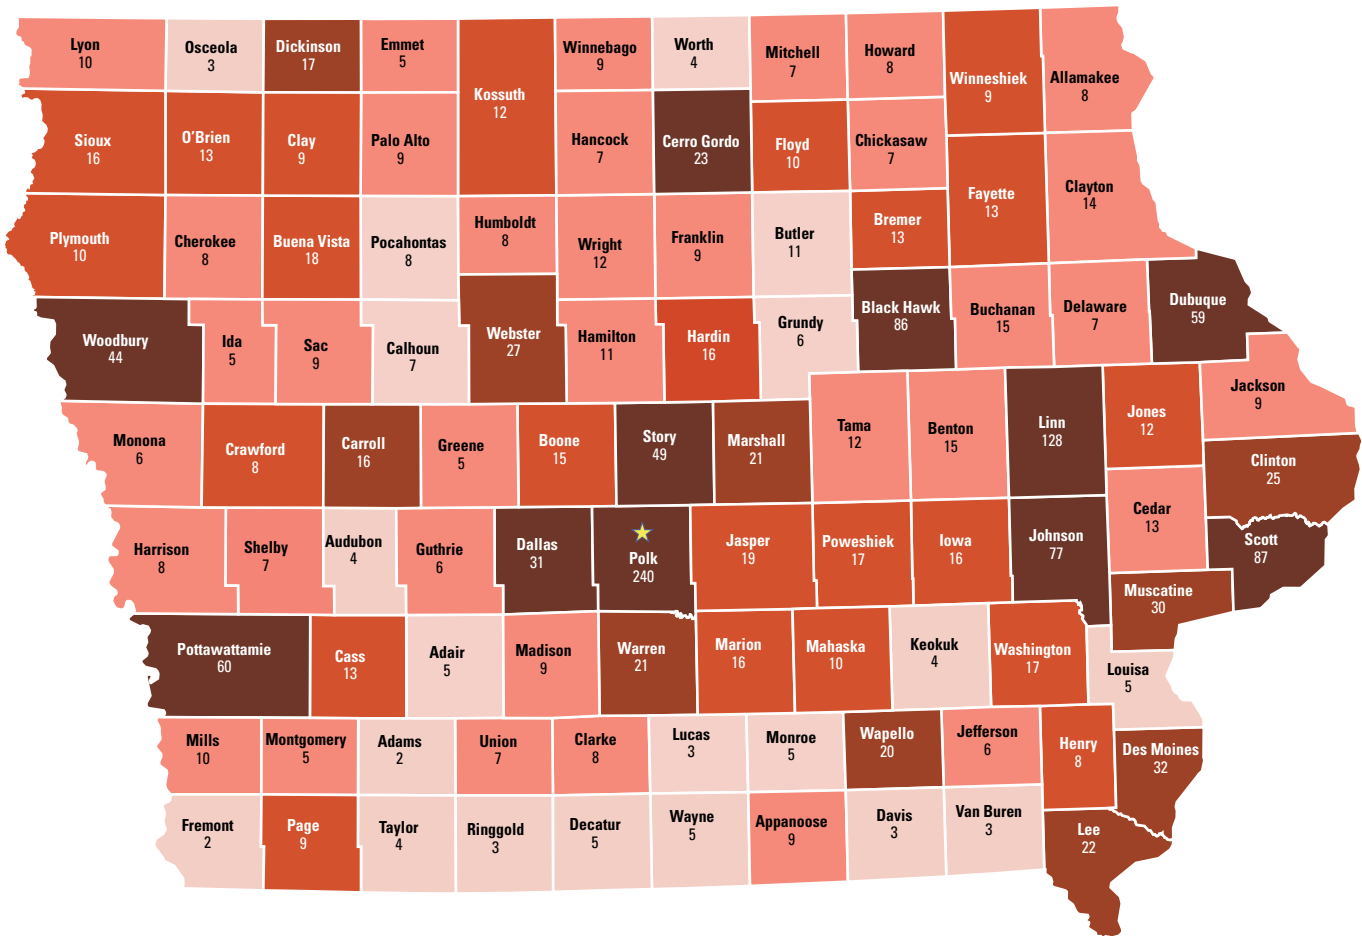 Lyon
10
Osceola
3
Dickinson
17
Emmet
5
Kossuth
12
Winnebago
9
Worth
4
Mitchell
7
Howard
8
Winneshiek
9
Allamakee
8
Sioux
16
O'Brien
13
Clay
9
Palo Alto
9
Hancock
7
Cerro Gordo
23
Floyd
10
Chickasaw
7
Fayette
13
Clayton
14
Plymouth
10
Cherokee
8
Buena Vista
18
Pocahontas
8
Humboldt
8
Wright
12
Franklin
9
Butler
11
Bremer
13
Woodbury
44
Ida
5
Sac
9
Calhoun
7
Webster
27
Hamilton
11
Hardin
16
Grundy
6
Black Hawk
86
Buchanan
15
Delaware
7
Dubuque
59
Monona
6
Crawford
8
Carroll
16
Greene
5
Boone
15
Story
49
Marshall
21
Tama
12
Benton
15
Linn
128
Jones
12
Jackson
9
Clinton
25
Harrison
8
Shelby
7
Audubon
4
Guthrie
6
Dallas
31
Polk
240
Jasper
19
Poweshiek
17
Iowa
16
Johnson
77
Cedar
13
Scott
87
Muscatine
30
Pottawattamie
60
Cass
13
Adair
5
Madison
9
Warren
21
Marion
16
Mahaska
10
Keokuk
4
Washington
17
Louisa
5
Mills
10
Montgomery
5
Adams
2
Union
7
Clarke
8
Lucas
3
Monroe
5
Wapello
20
Jefferson
6
Henry
8
Des Moines
32
Fremont
2
Page
9
Taylor
4
Ringgold
3
Decatur
5
Wayne
5
Appanoose
9
Davis
3
Van Buren
3
Lee
22